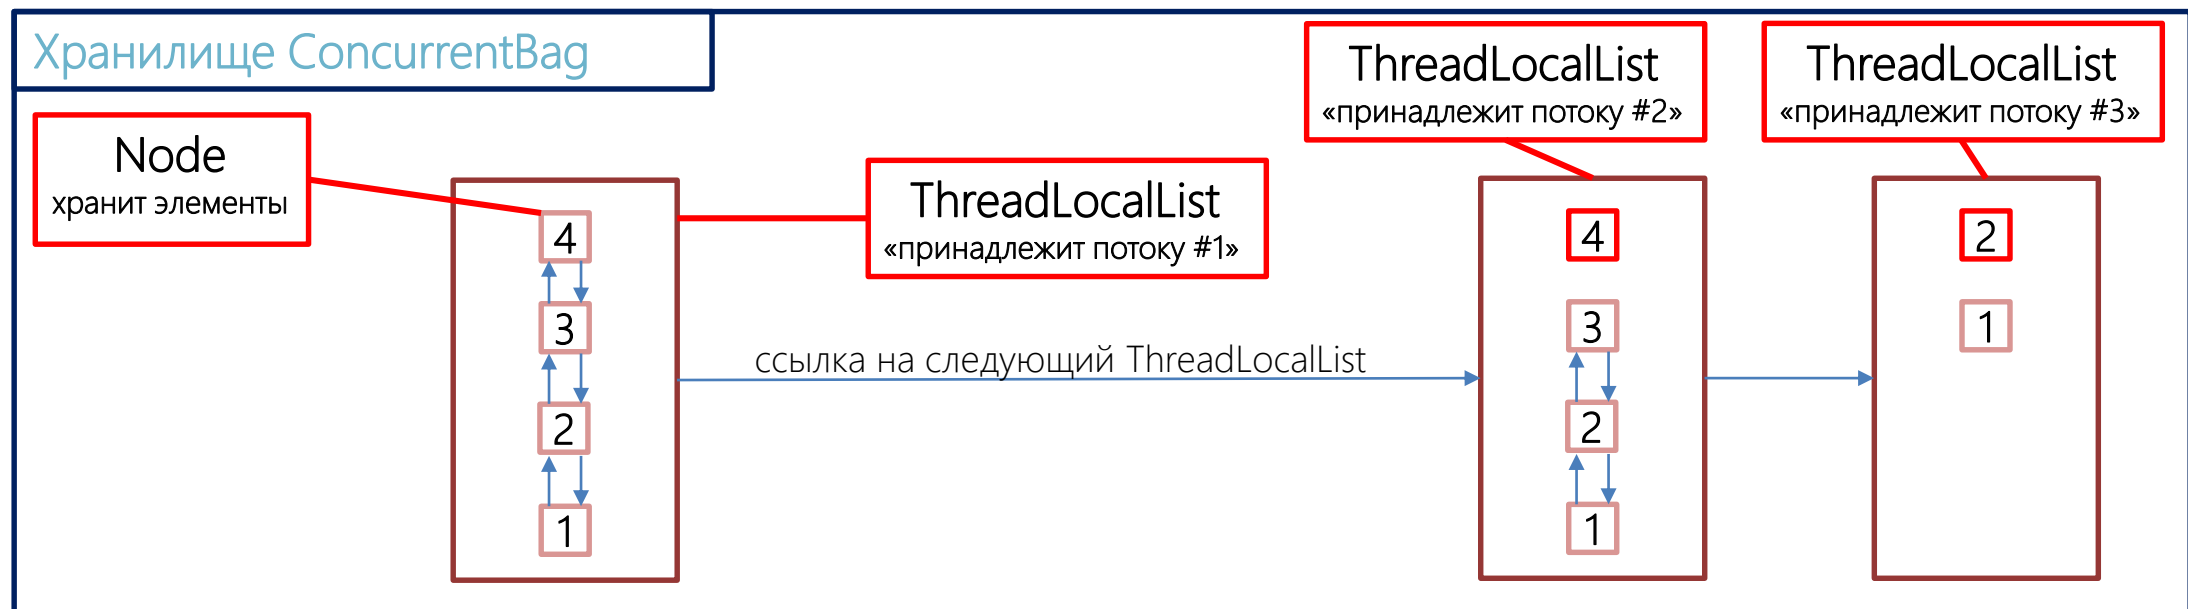 Хранилище ConcurrentBag
Node
хранит элементы
ThreadLocalList
«принадлежит потоку #1»
ThreadLocalList
«принадлежит потоку #2»
ThreadLocalList
«принадлежит потоку #3»
4
3
2
1
ссылка на следующий ThreadLocalList
4
3
2
1
2
1